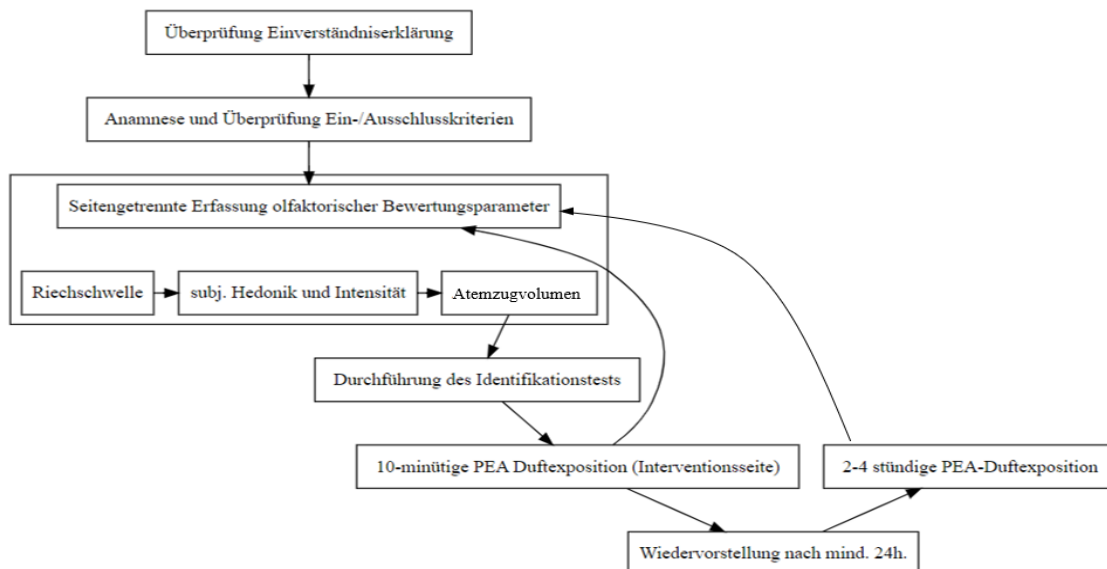 Überprüfung Einverständniserklärung
Anamnese und Überprüfung Ein-/Ausschlusskriterien
Seitengetrennte Erfassung olfaktorischer Bewertungsparameter
Riechschwelle
subj. Hedonik und Intensität
Atemzugvolumen
Durchführung des Identifikationstests
10-minütige PEA Duftexposition (Interventionsseite)
2-4 stündige PEA-Duftexposition
Wiedervorstellung nach mind. 24h.